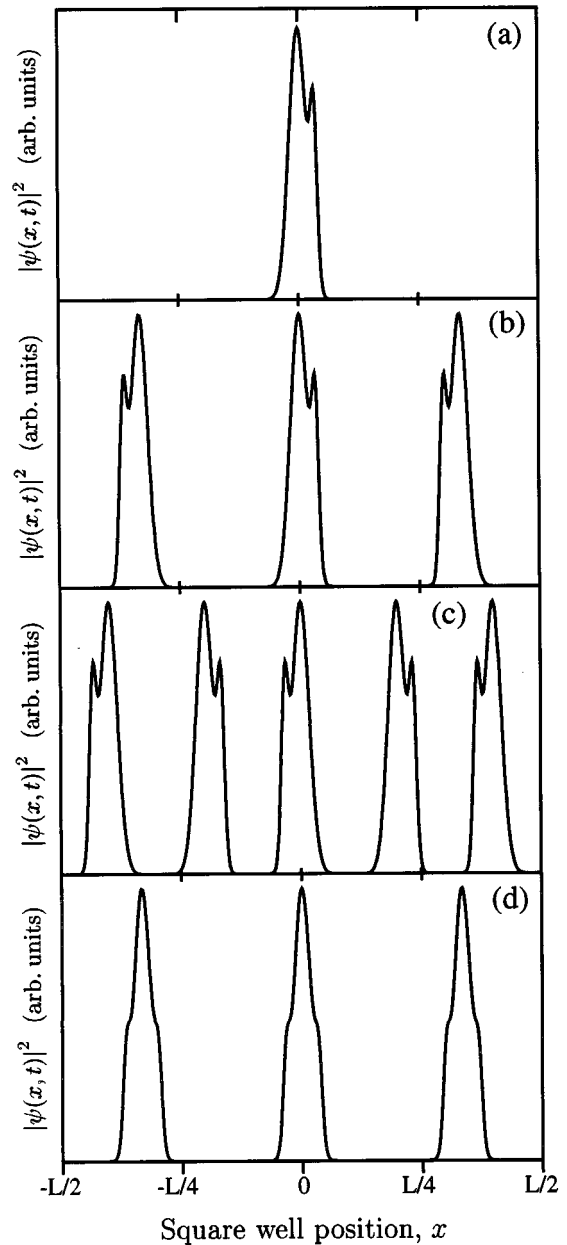 (a)
|ψ(x, t)|² (arb. units)
(b)
|ψ(x, t)|² (arb. units)
(c)
|ψ(x, t)|² (arb. units)
(d)
|ψ(x, t)|² (arb. units)
-L/2 -L/4 0 L/4 L/2
Square well position, x